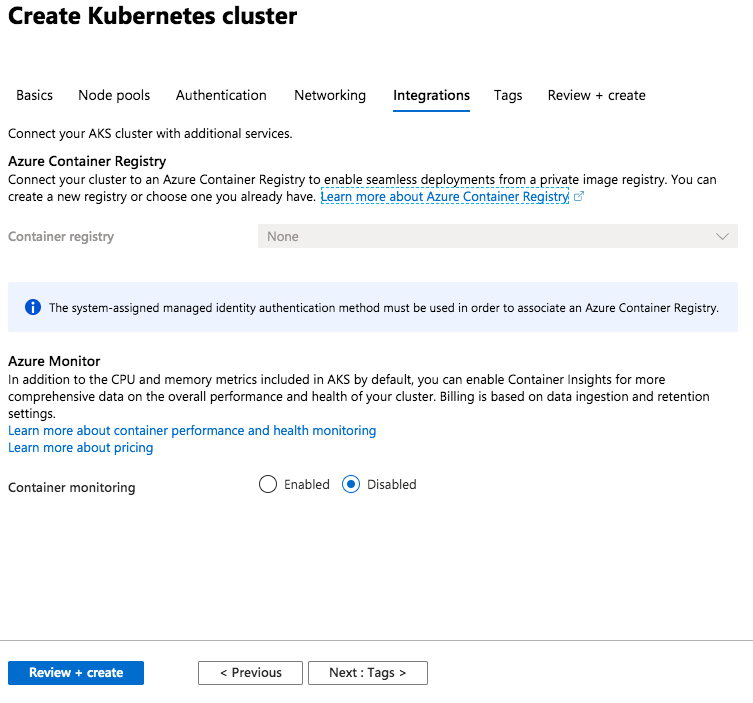 Create Kubernetes cluster
Basics Node pools Authentication Networking Integrations Tags Review + create
Connect your AKS cluster with additional services.
Azure Container Registry
Connect your cluster to an Azure Container Registry to enable seamless deployments from a private image registry. You can
create a new registry or choose one you already have. Learn more about Azure Container Registry
Container registry None
The system-assigned managed identity authentication method must be used in order to associate an Azure Container Registry.
Azure Monitor
In addition to the CPU and memory metrics included in AKS by default, you can enable Container Insights for more
comprehensive data on the overall performance and health of your cluster. Billing is based on data ingestion and retention
settings.
Learn more about container performance and health monitoring
Learn more about pricing
Container monitoring Enabled Disabled
Review + create < Previous Next : Tags >